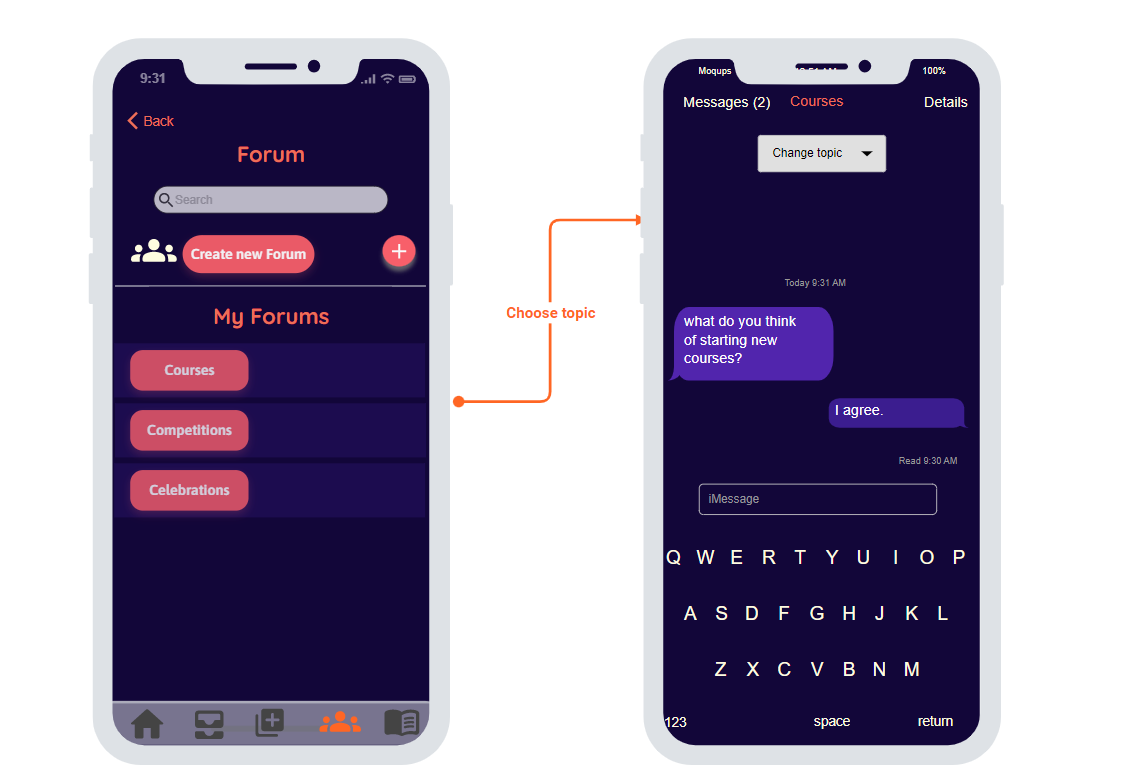 9:31
Back
Forum
Search
Create new Forum
My Forums
Courses
Competitions
Celebrations
Choose topic
Moqups
100%
Messages (2) Courses Details
Change topic
Today 9:31 AM
what do you think
of starting new
courses?
I agree.
Read 9:30 AM
iMessage
Q W E R T Y U I O P
A S D F G H J K L
Z X C V B N M
123 space return